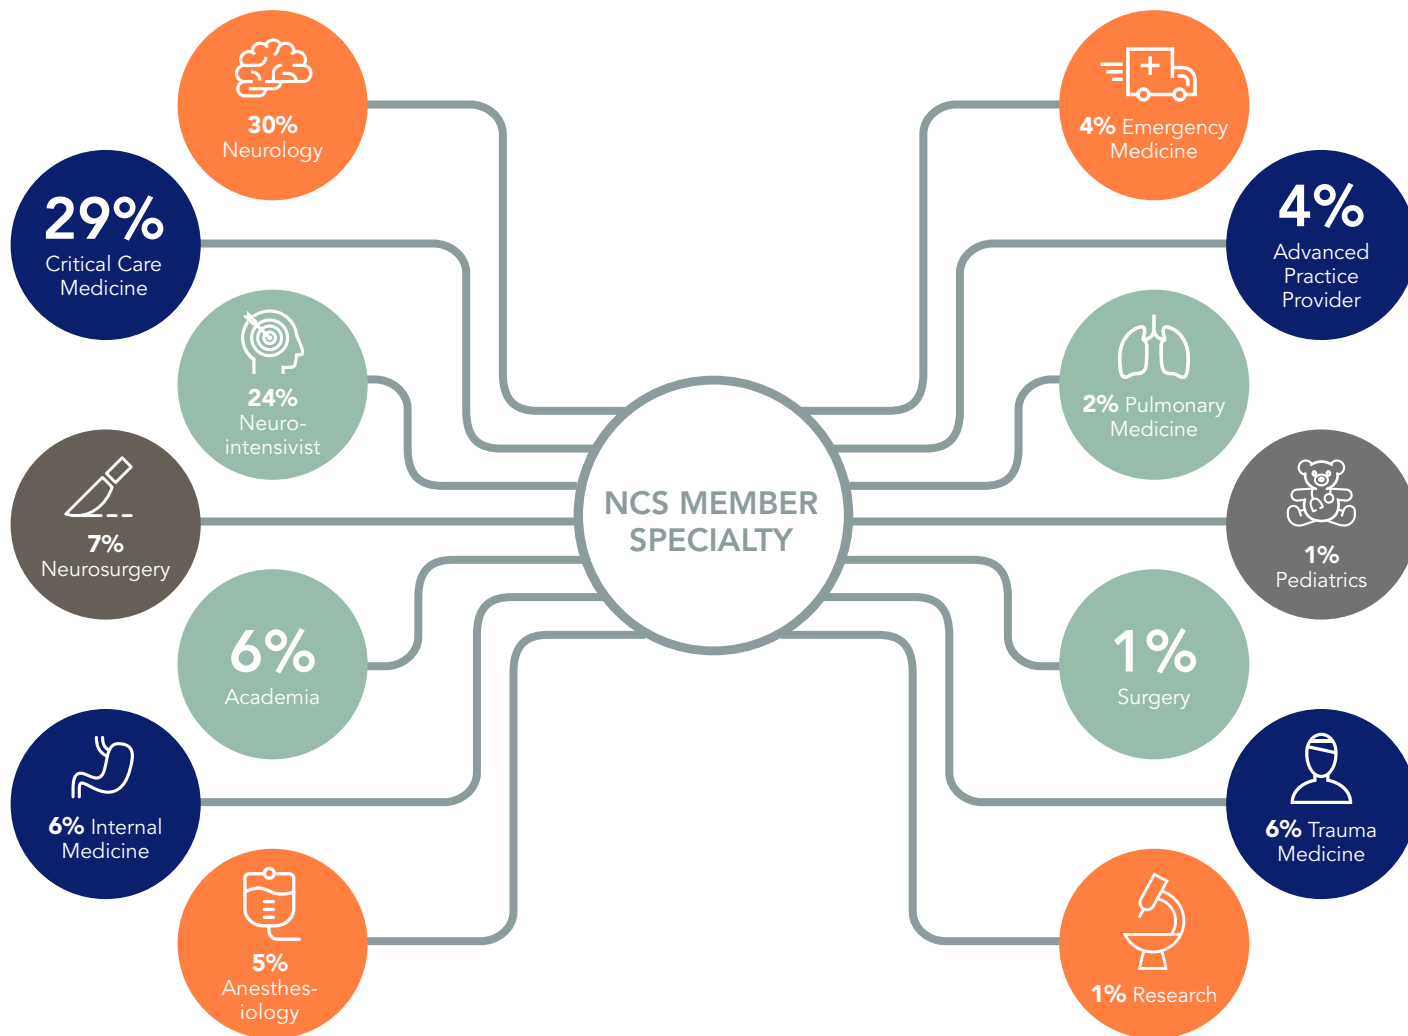 30%
Neurology
29%
Critical Care
Medicine
24%
Neuro-
intensivist
7%
Neurosurgery
6%
Academia
6% Internal
Medicine
5%
Anesthes-
iology
NCS MEMBER
SPECIALTY
4% Emergency
Medicine
4%
Advanced
Practice
Provider
2% Pulmonary
Medicine
1%
Pediatrics
1%
Surgery
6% Trauma
Medicine
1% Research